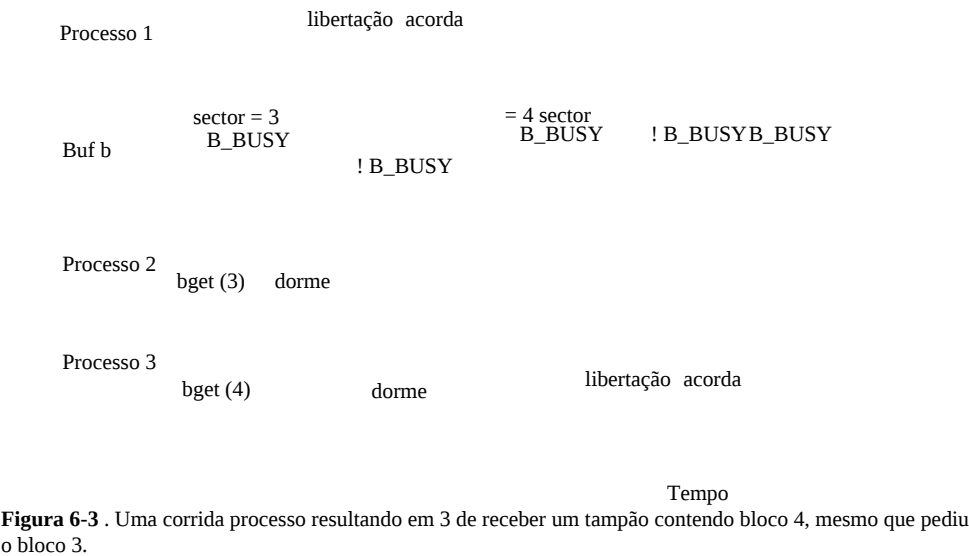 libertação acorda
Processo 1
sector = 3
B_BUSY
= 4 sector
B_BUSY ! B_BUSY B_BUSY
Buf b
! B_BUSY
Processo 2
bget (3) dorme
Processo 3
bget (4) dorme
libertação acorda
Tempo
Figura 6-3 . Uma corrida processo resultando em 3 de receber um tampão contendo bloco 4, mesmo que pediu
o bloco 3.